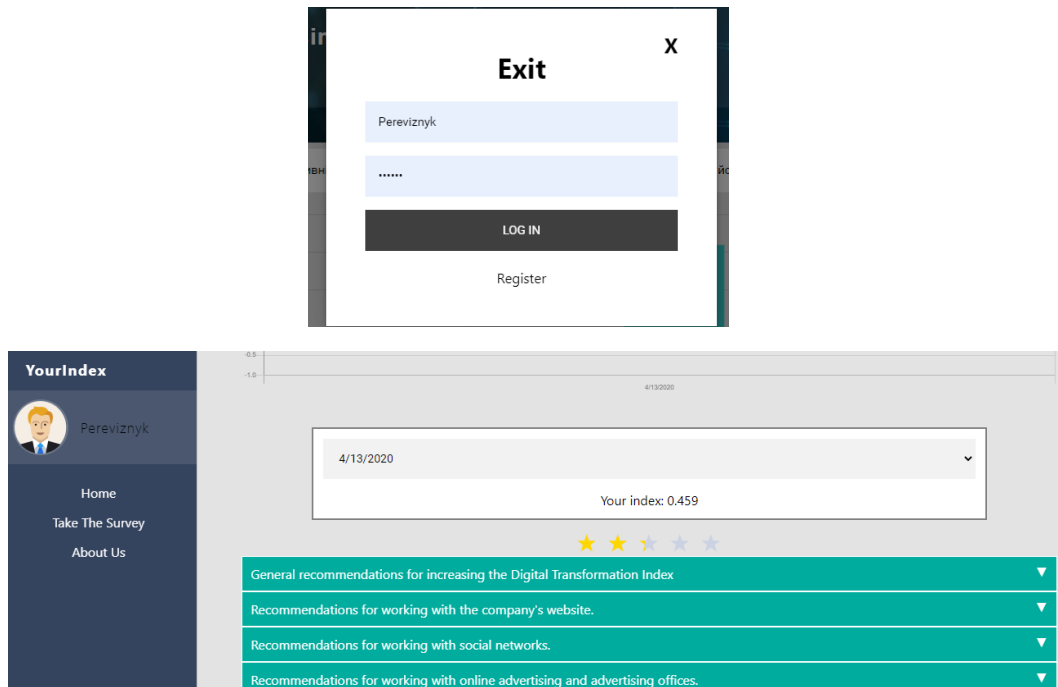 in
X
Exit
Pereviznyk
ивн
йс
••••••
LOG IN
Register
YourIndex
-0.5
-1.0
4/13/2020
Pereviznyk
4/13/2020
Home
Your index: 0.459
Take The Survey
About Us
General recommendations for increasing the Digital Transformation Index
Recommendations for working with the company's website.
Recommendations for working with social networks.
Recommendations for working with online advertising and advertising offices.